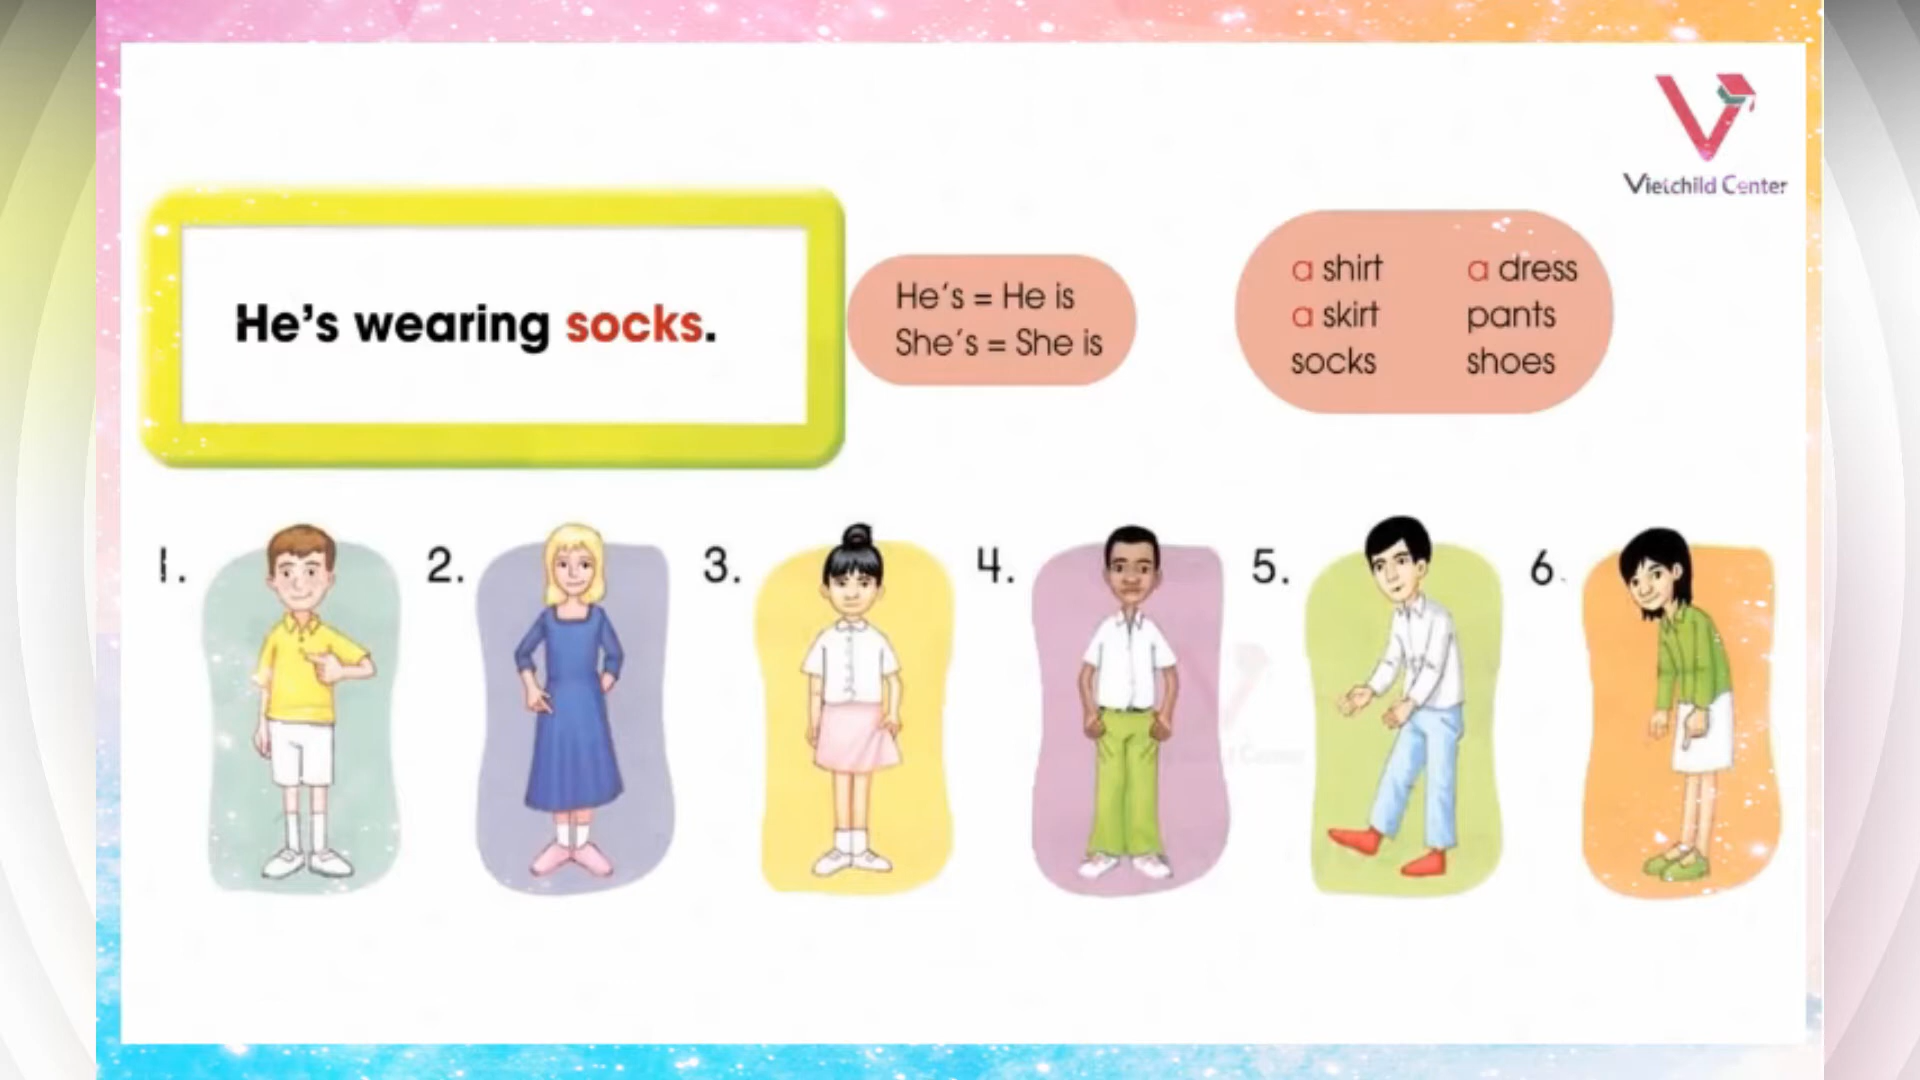 Vietchild Center
He's wearing socks.
He's = He is
She's = She is
a shirt
a skirt
socks
a dress
pants
shoes
1.
2.
3.
4.
5.
6.